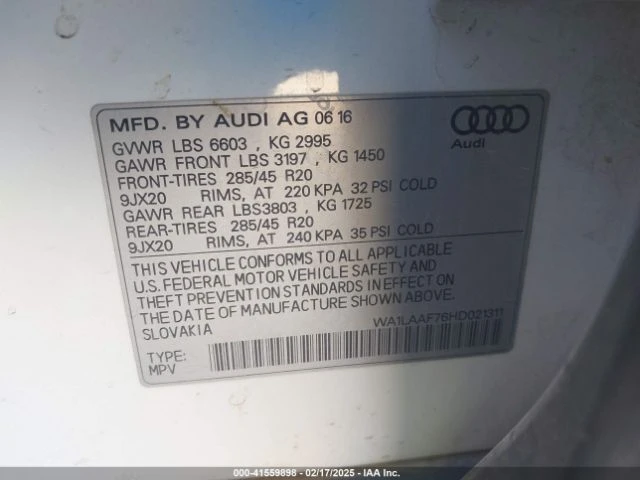 MFD. BY AUDI AG 06 16
Audi
GVWR LBS 6603 , KG 2995
GAWR FRONT LBS 3197 , KG 1450
FRONT-TIRES 285/45 R20
9JX20 RIMS, AT 220 KPA 32 PSI COLD
GAWR REAR LBS3803 , KG 1725
REAR-TIRES 285/45 R20
9JX20 RIMS, AT 240 KPA 35 PSI COLD
THIS VEHICLE CONFORMS TO ALL APPLICABLE
U.S. FEDERAL MOTOR VEHICLE SAFETY AND
THEFT PREVENTION STANDARDS IN EFFECT ON
THE DATE OF MANUFACTURE SHOWN ABOVE.
SLOVAKIA
WA1LAAF76HD021311
TYPE:
MPV
000-41559898 - 02/17/2025 - IAA Inc.